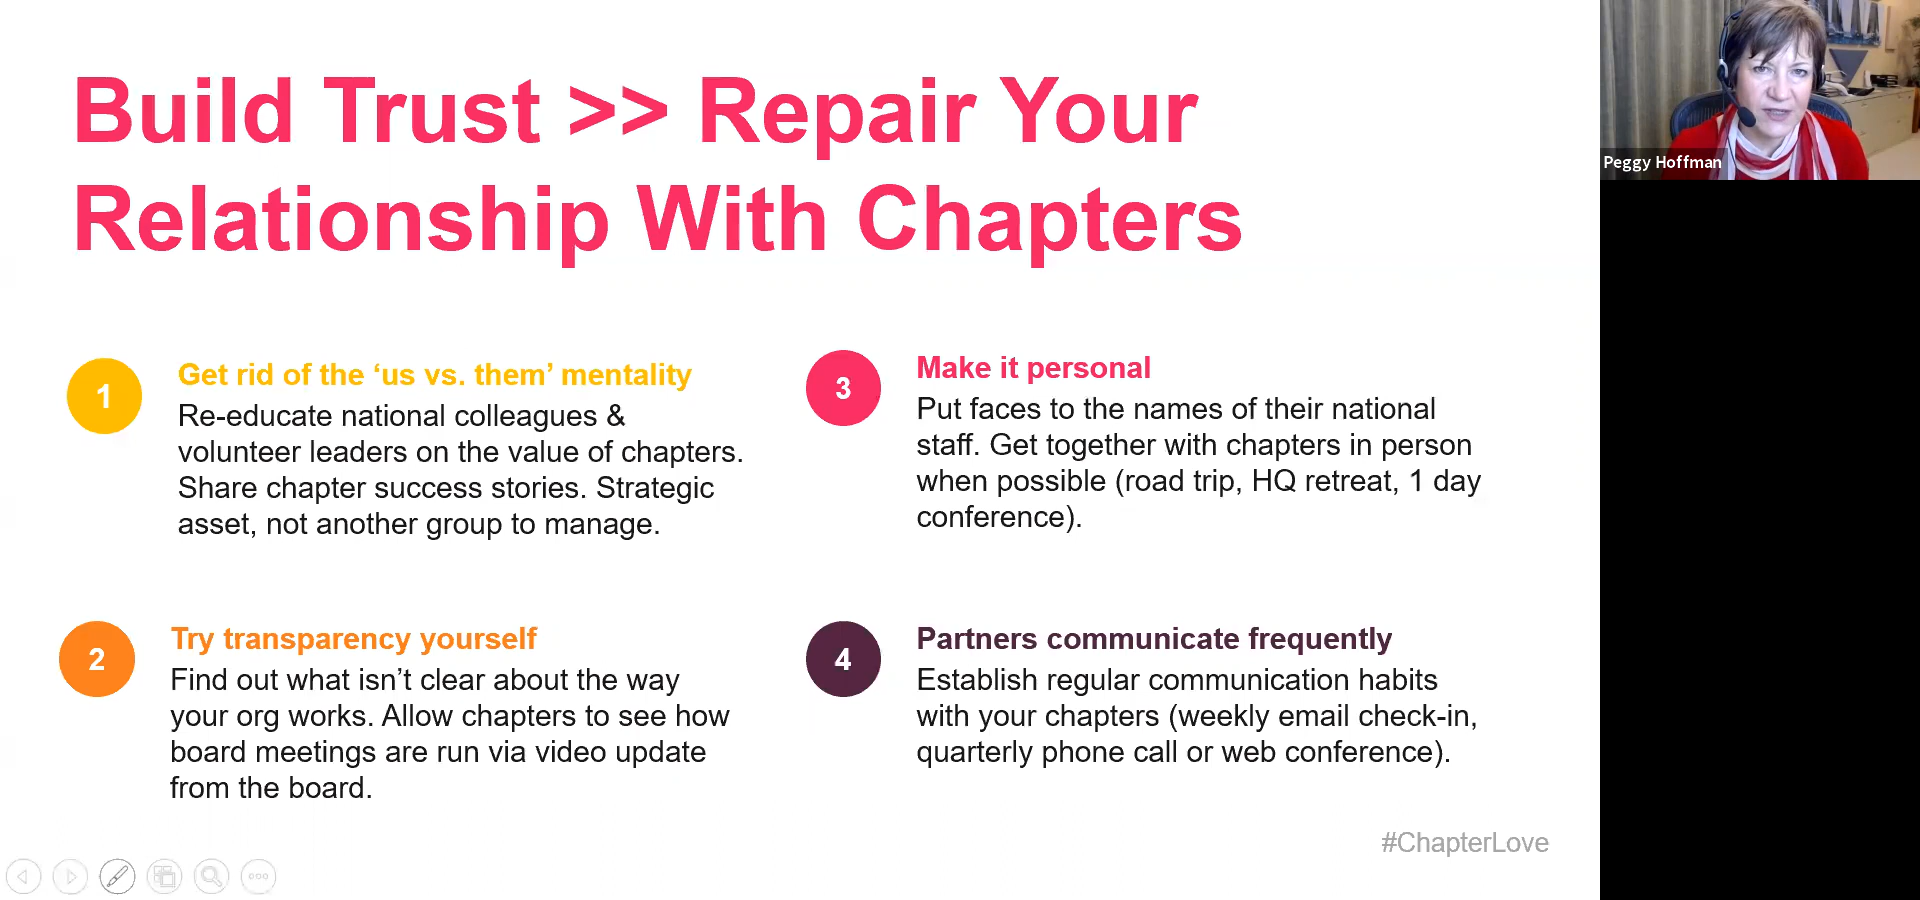 Build Trust >> Repair Your
Relationship With Chapters
1
Get rid of the ‘us vs. them’ mentality
Re-educate national colleagues &
volunteer leaders on the value of chapters.
Share chapter success stories. Strategic
asset, not another group to manage.
2
Try transparency yourself
Find out what isn’t clear about the way
your org works. Allow chapters to see how
board meetings are run via video update
from the board.
3
Make it personal
Put faces to the names of their national
staff. Get together with chapters in person
when possible (road trip, HQ retreat, 1 day
conference).
4
Partners communicate frequently
Establish regular communication habits
with your chapters (weekly email check-in,
quarterly phone call or web conference).
#ChapterLove
Peggy Hoffman